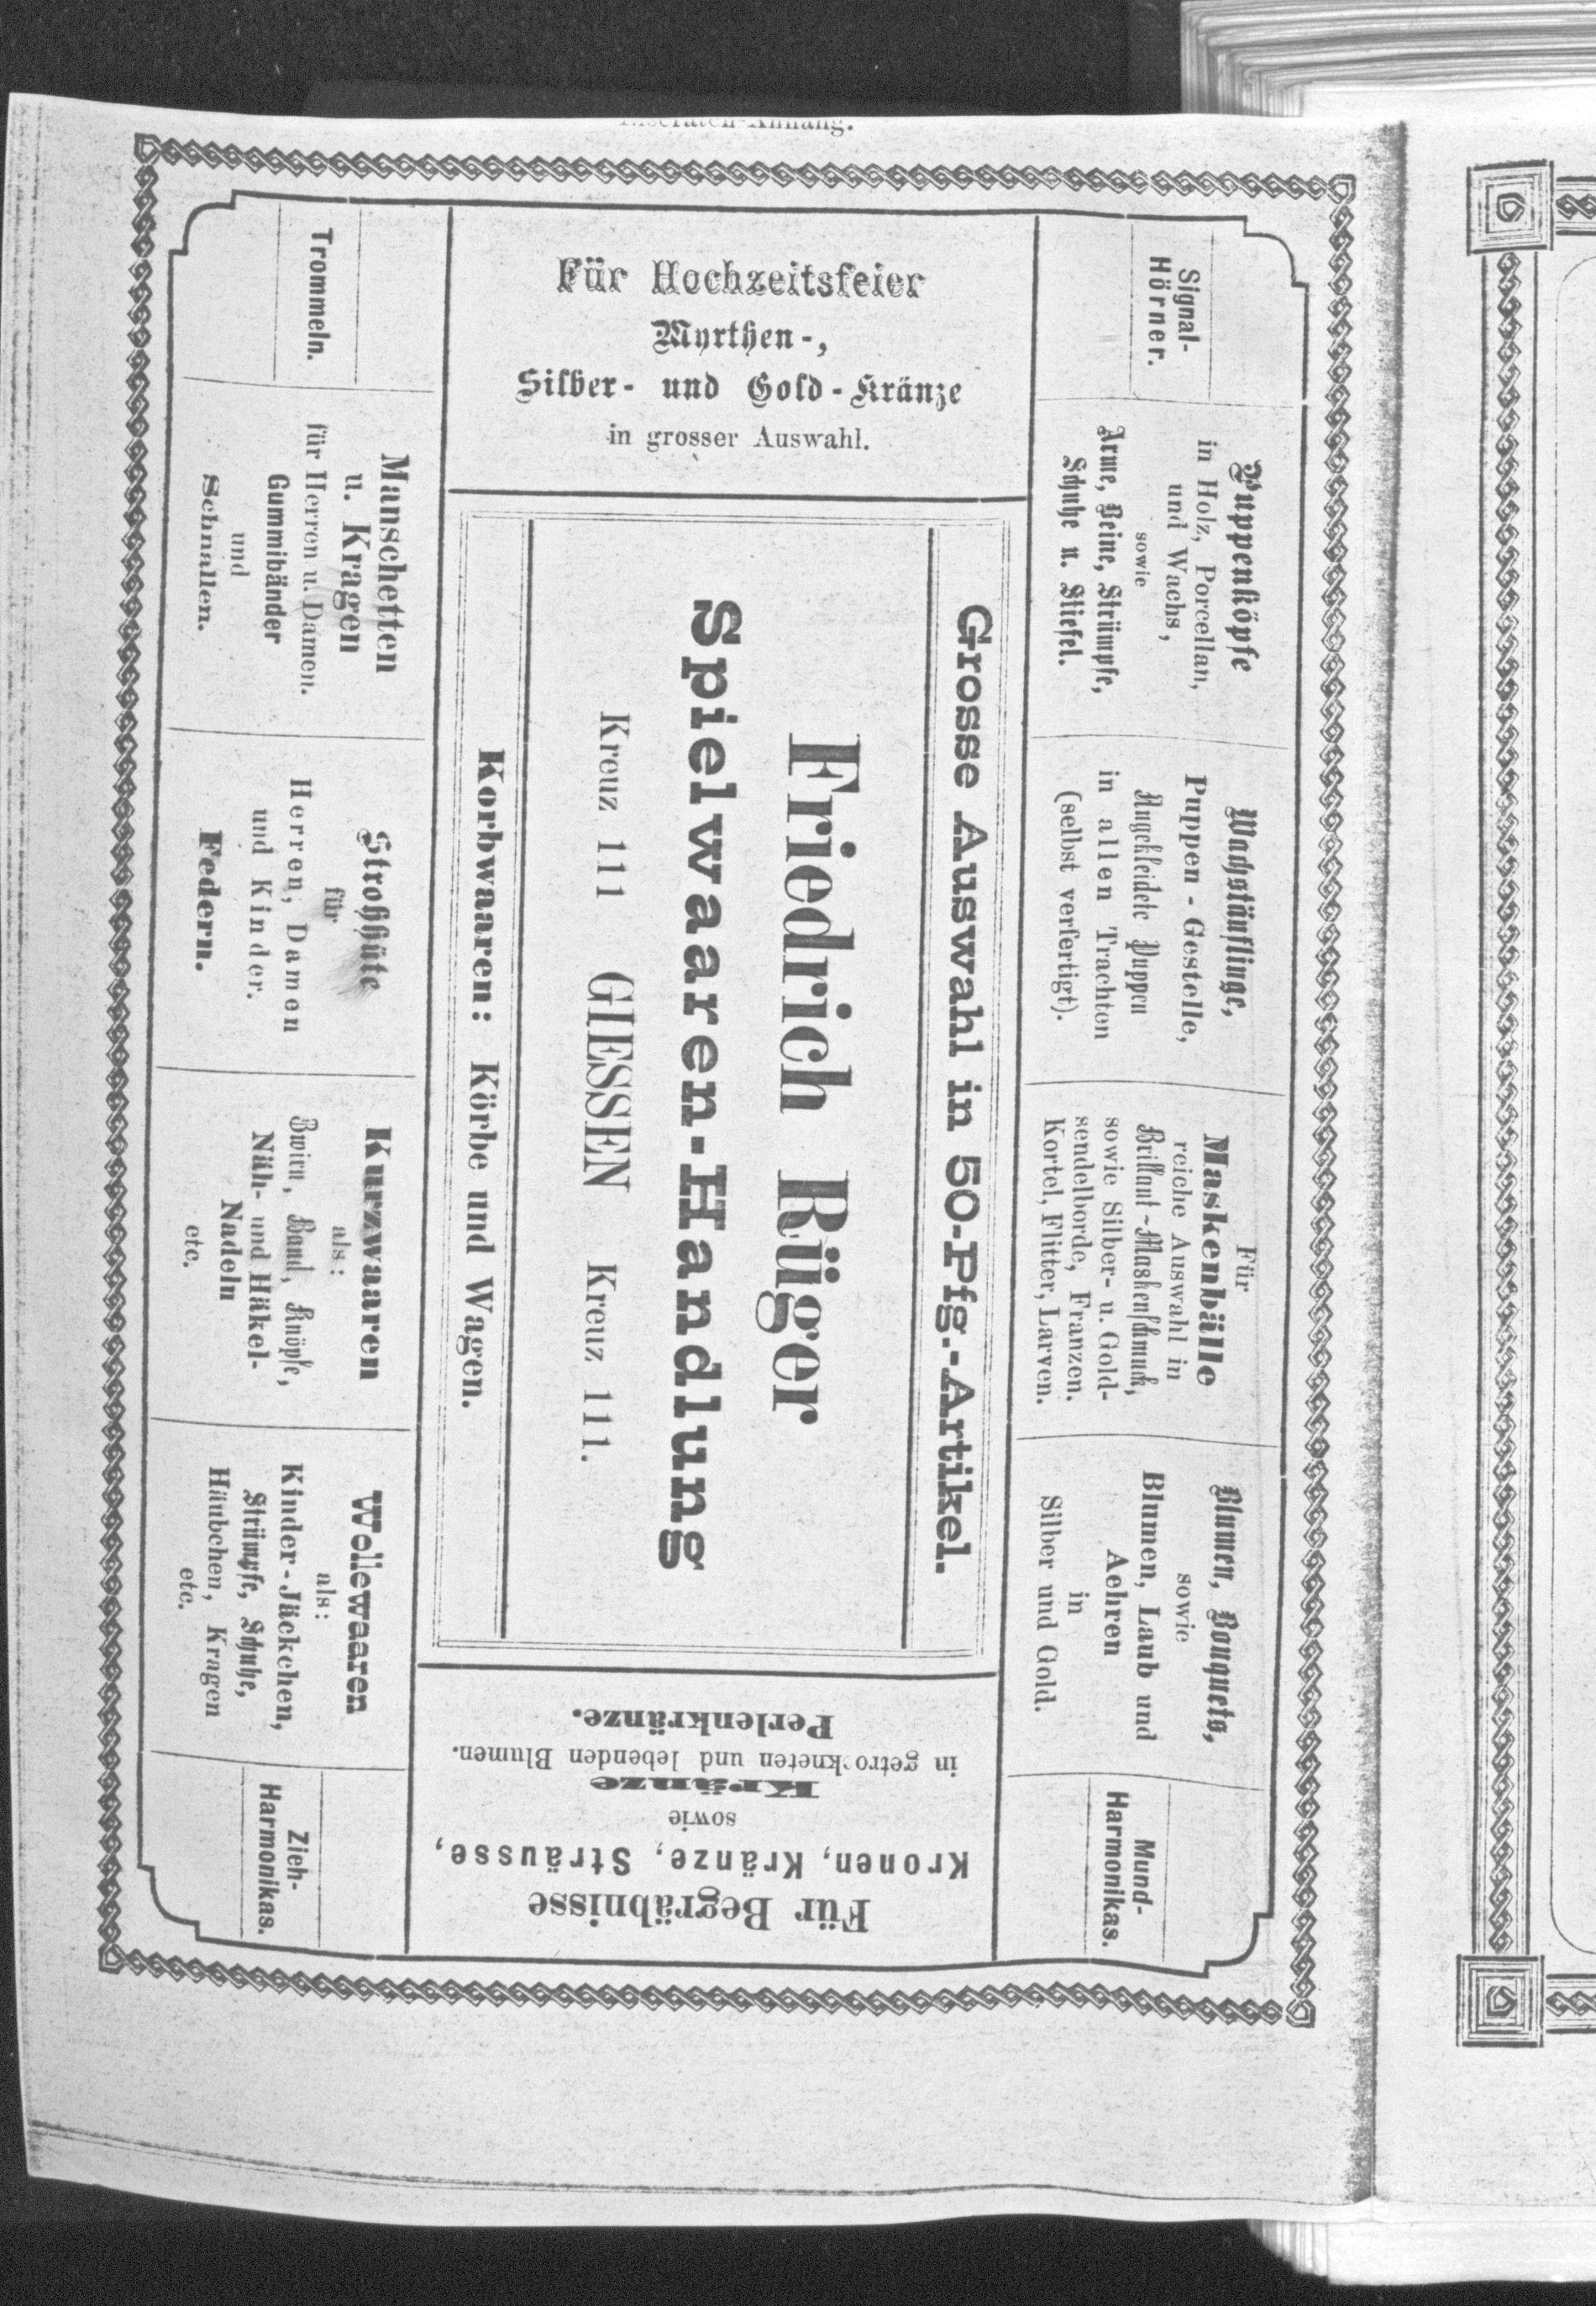 Inseraten-Anhang.
Signal-
Hörner.
Puppenköpfe
in Holz, Porcellan,
und Wachs,
sowie
Arme, Beine, Strümpfe,
Schuhe u. Stiefel.
Wachstäuflinge,
Puppen-Gestelle,
Angekleidete Puppen
in allen Trachten
(selbst verfertigt).
Für
Maskenbälle
reiche Auswahl in
Brillant-Maskenschmuck,
sowie Silber- u. Gold-
sendelborde, Franzen.
Kortel, Flitter, Larven.
Blumen, Bouquets,
sowie
Blumen, Laub und
Aehren
in
Silber und Gold.
Mund-
Harmonikas.
Für Hochzeitsfeier
Myrthen-,
Silber- und Gold-Kränze
in grosser Auswahl.
Grosse Auswahl in 50-Pfg.-Artikel.
Friedrich Rüger
Spielwaaren-Handlung
Kreuz 111 GIESSEN Kreuz 111.
Korbwaaren: Körbe und Wagen.
Für Begräbnisse
Kronen, Kränze, Sträusse,
sowie
Kränze
in getrockneten und lebenden Blumen.
Perlenkränze.
Trommeln.
Manschetten
u. Kragen
für Herren u. Damen.
Gummibänder
und
Schnallen.
Strohhüte
für
Herren, Damen
und Kinder.
Federn.
Kurzwaaren
als:
Zwirn, Band, Knöpfe,
Näh- und Häkel-
Nadeln
etc.
Wollewaaren
als:
Kinder-Jäckchen,
Strümpfe, Schuhe,
Häubchen, Kragen
etc.
Zieh-
Harmonikas.